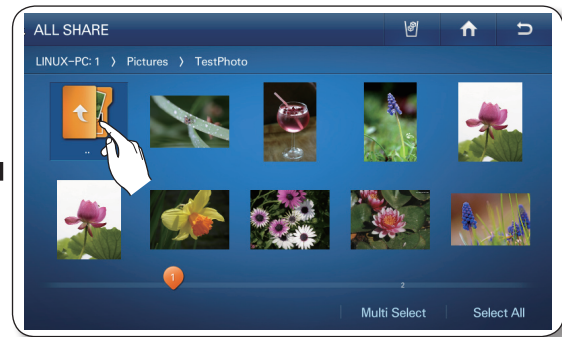 ALL SHARE
LINUX-PC: 1 〉 Pictures 〉 TestPhoto
..
1
2
Multi Select
Select All